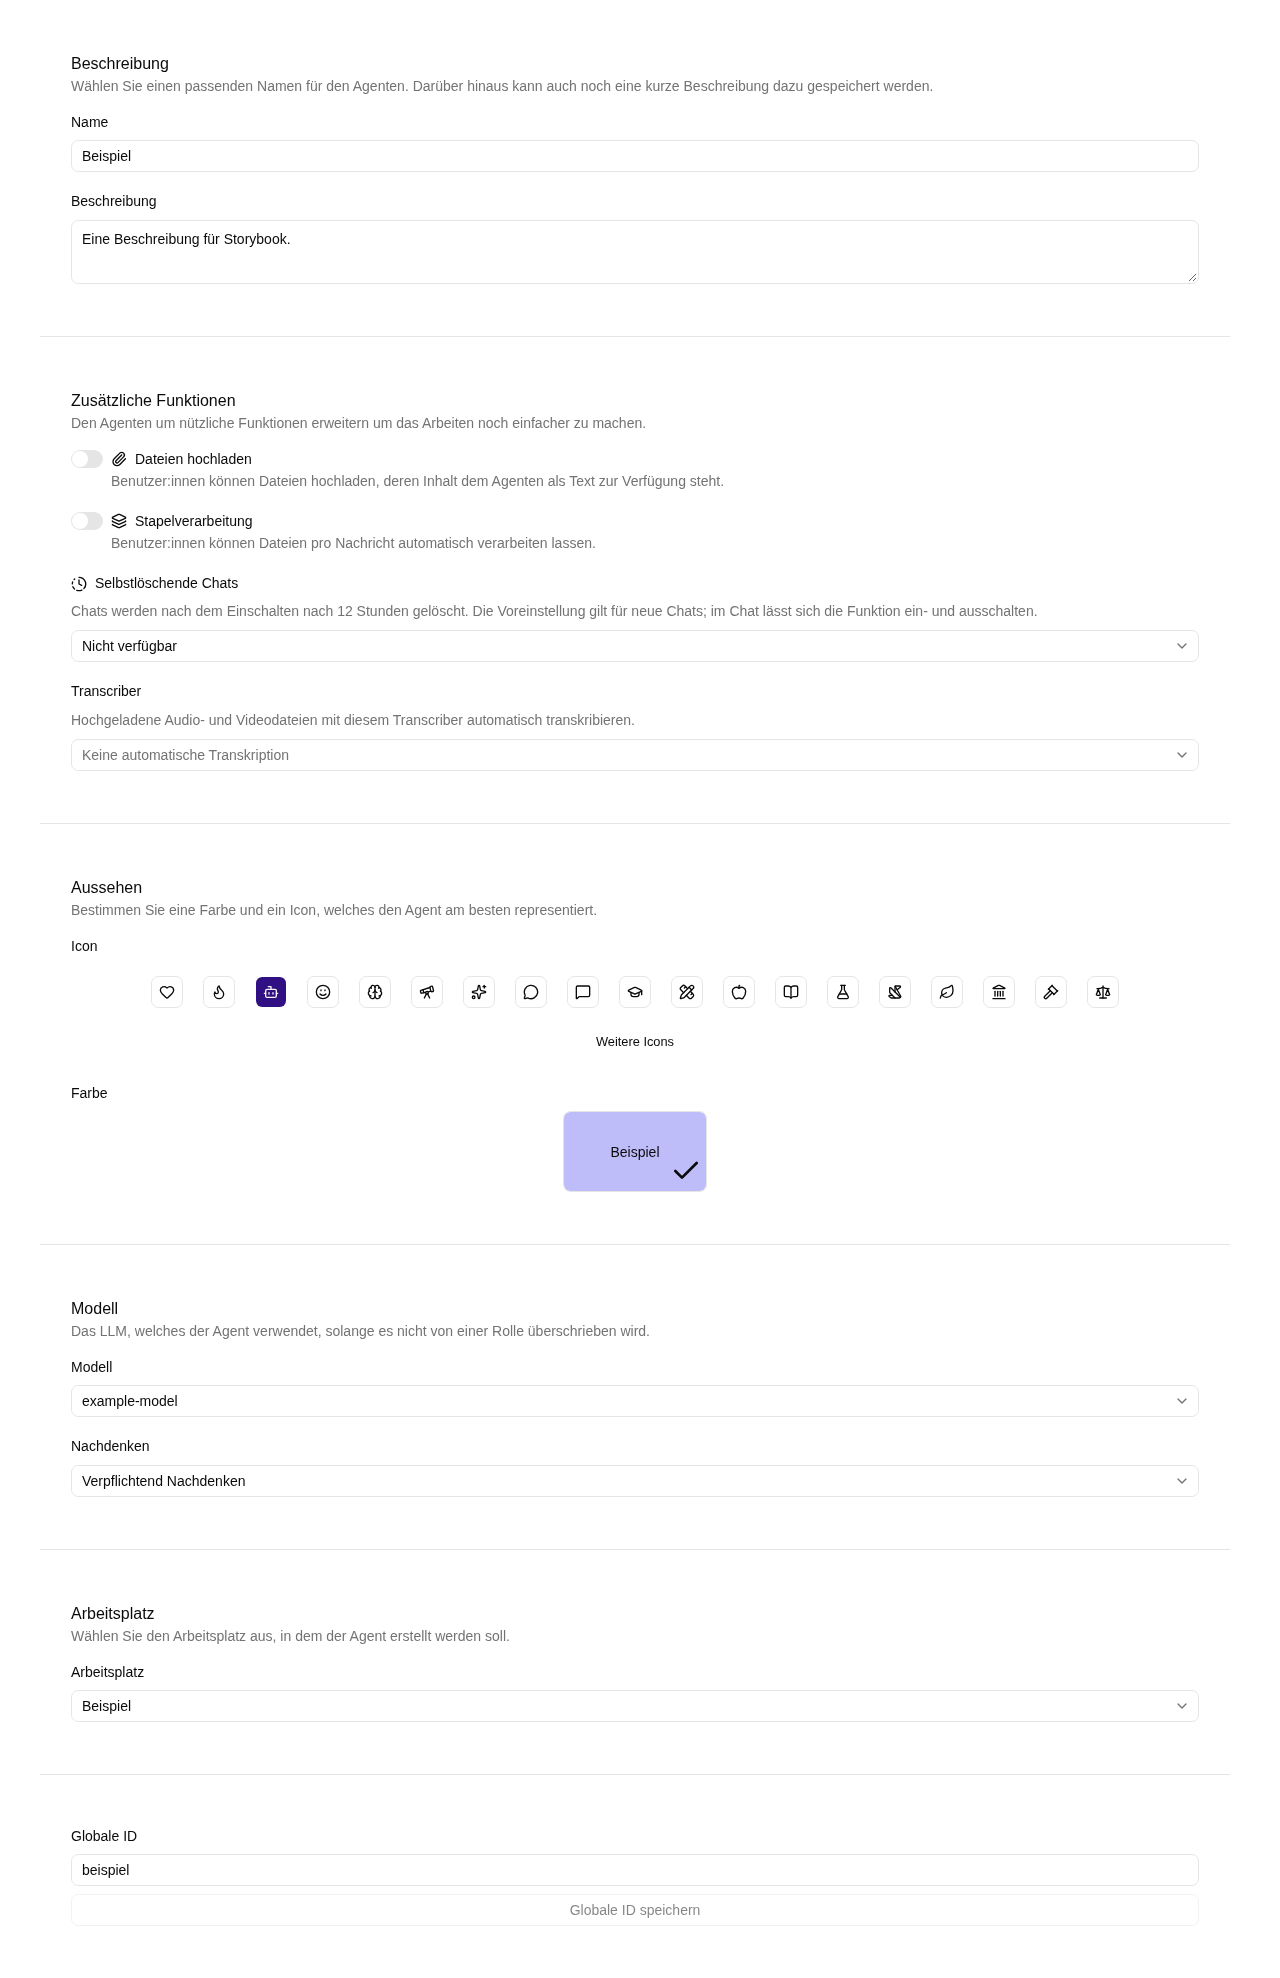 Beschreibung
Wählen Sie einen passenden Namen für den Agenten. Darüber hinaus kann auch noch eine kurze Beschreibung dazu gespeichert werden.
Name
Beispiel
Beschreibung
Eine Beschreibung für Storybook.
Zusätzliche Funktionen
Den Agenten um nützliche Funktionen erweitern um das Arbeiten noch einfacher zu machen.
Dateien hochladen
Benutzer:innen können Dateien hochladen, deren Inhalt dem Agenten als Text zur Verfügung steht.
Stapelverarbeitung
Benutzer:innen können Dateien pro Nachricht automatisch verarbeiten lassen.
Selbstlöschende Chats
Chats werden nach dem Einschalten nach 12 Stunden gelöscht. Die Voreinstellung gilt für neue Chats; im Chat lässt sich die Funktion ein- und ausschalten.
Nicht verfügbar
Transcriber
Hochgeladene Audio- und Videodateien mit diesem Transcriber automatisch transkribieren.
Keine automatische Transkription
Aussehen
Bestimmen Sie eine Farbe und ein Icon, welches den Agent am besten representiert.
Icon
Weitere Icons
Farbe
Beispiel
Modell
Das LLM, welches der Agent verwendet, solange es nicht von einer Rolle überschrieben wird.
Modell
example-model
Nachdenken
Verpflichtend Nachdenken
Arbeitsplatz
Wählen Sie den Arbeitsplatz aus, in dem der Agent erstellt werden soll.
Arbeitsplatz
Beispiel
Globale ID
beispiel
Globale ID speichern